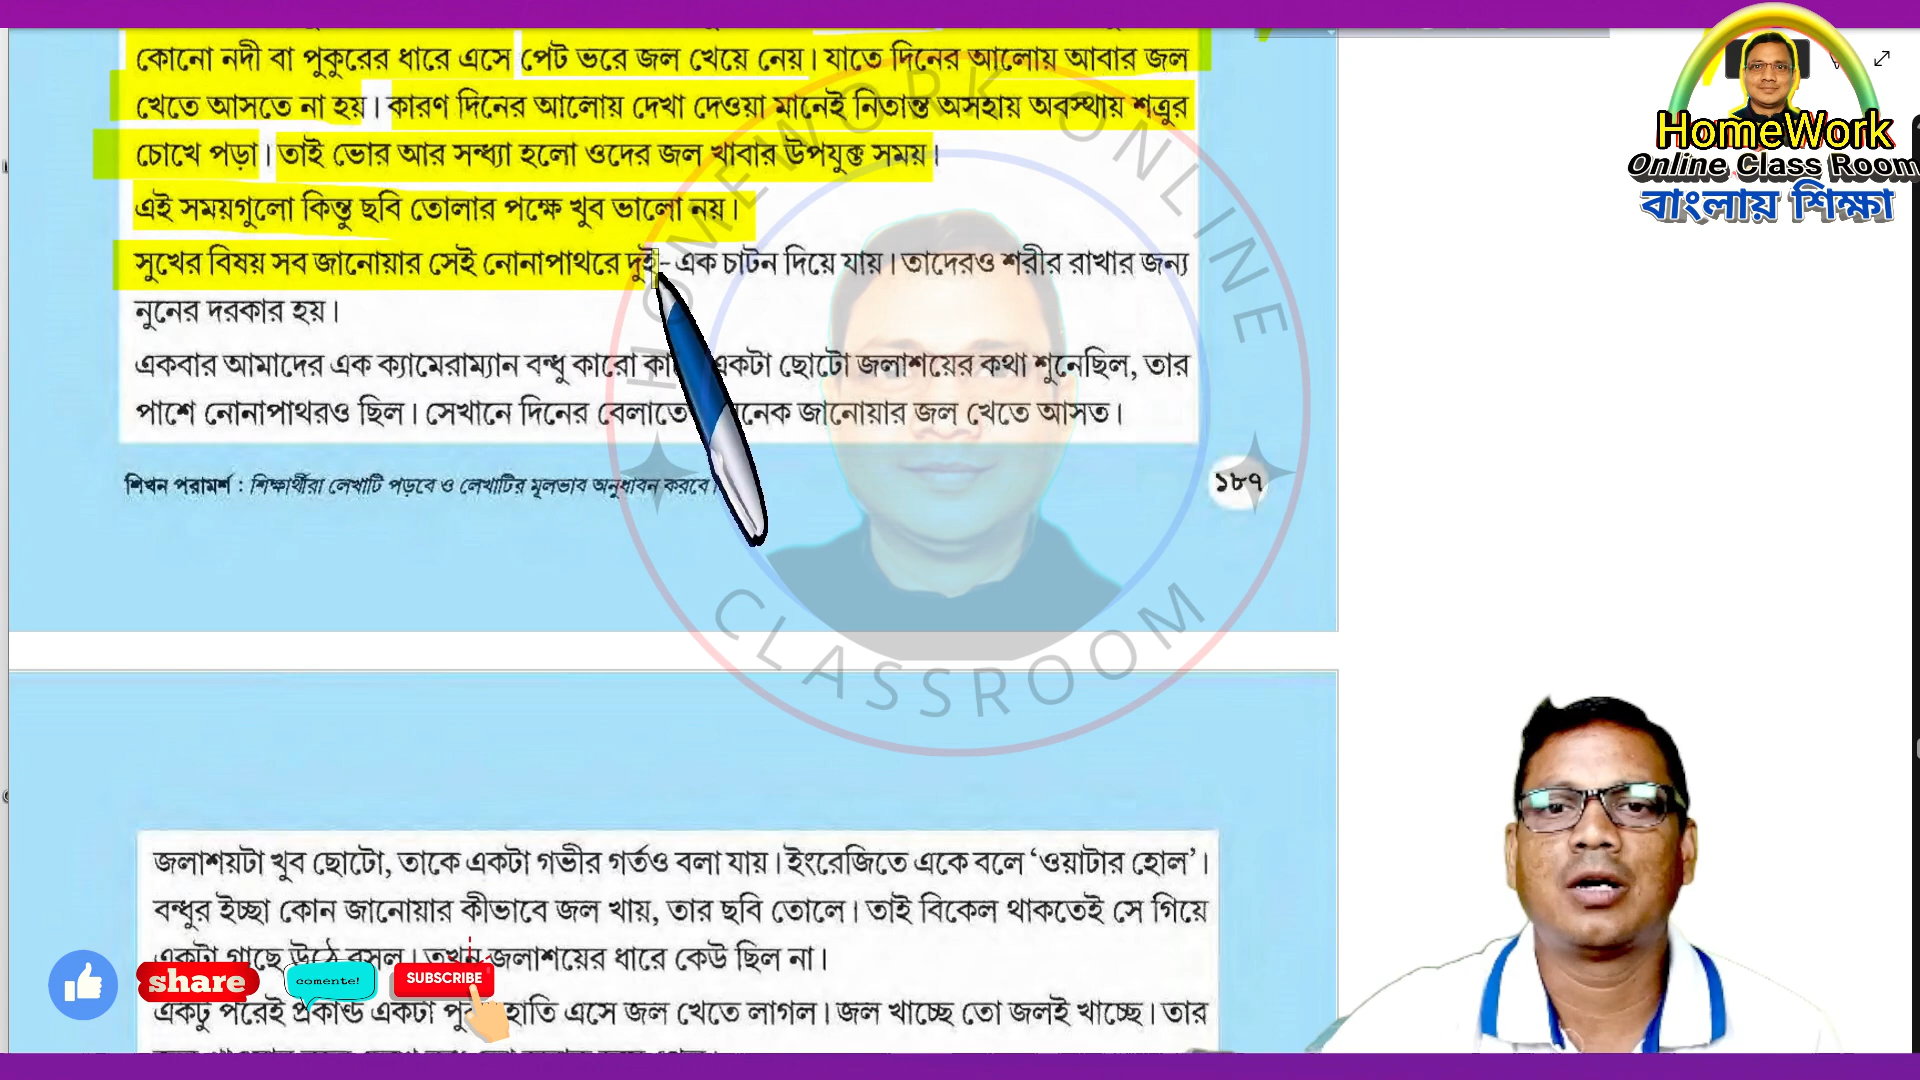 কোনো নদী বা পুকুরের ধারে এসে পেট ভরে জল খেয়ে নেয়। যাতে দিনের আলোয় আবার জল
খেতে আসতে না হয়। কারণ দিনের আলোয় দেখা দেওয়া মানেই নিতান্ত অসহায় অবস্থায় শত্রুর
চোখে পড়া। তাই ভোর আর সন্ধ্যা হলো ওদের জল খাবার উপযুক্ত সময়।
এই সময়গুলো কিন্তু ছবি তোলার পক্ষে খুব ভালো নয়।
সুখের বিষয় সব জানোয়ার সেই নোনাপাথরে দুই-এক চাটন দিয়ে যায়। তাদেরও শরীর রাখার জন্য
নুনের দরকার হয়।
একবার আমাদের এক ক্যামেরাম্যান বন্ধু কারো একটা ছোটো জলাশয়ের কথা শুনেছিল, তার
পাশে নোনাপাথরও ছিল। সেখানে দিনের বেলাতে জানোয়ার জল খেতে আসত।
শিখন পরামর্শ : শিক্ষার্থীরা লেখাটি পড়বে ও লেখাটির মূলভাব অনুধাবন করবে।
১৮৭
HOMEWORK ONLINE
CLASSROOM
HomeWork
Online Class Room
বাংলায় শিক্ষা
জলাশয়টা খুব ছোটো, তাকে একটা গভীর গর্তও বলা যায়। ইংরেজিতে একে বলে ‘ওয়াটার হোল’।
বন্ধুর ইচ্ছা কোন জানোয়ার কীভাবে জল খায়, তার ছবি তোলে। তাই বিকেল থাকতেই সে গিয়ে
একটা গাছে উঠে বসল। তখন জলাশয়ের ধারে কেউ ছিল না।
share
comente!
SUBSCRIBE
একটু পরেই প্রকাণ্ড একটা হাতি এসে জল খেতে লাগল। জল খাচ্ছে তো জলই খাচ্ছে। তার